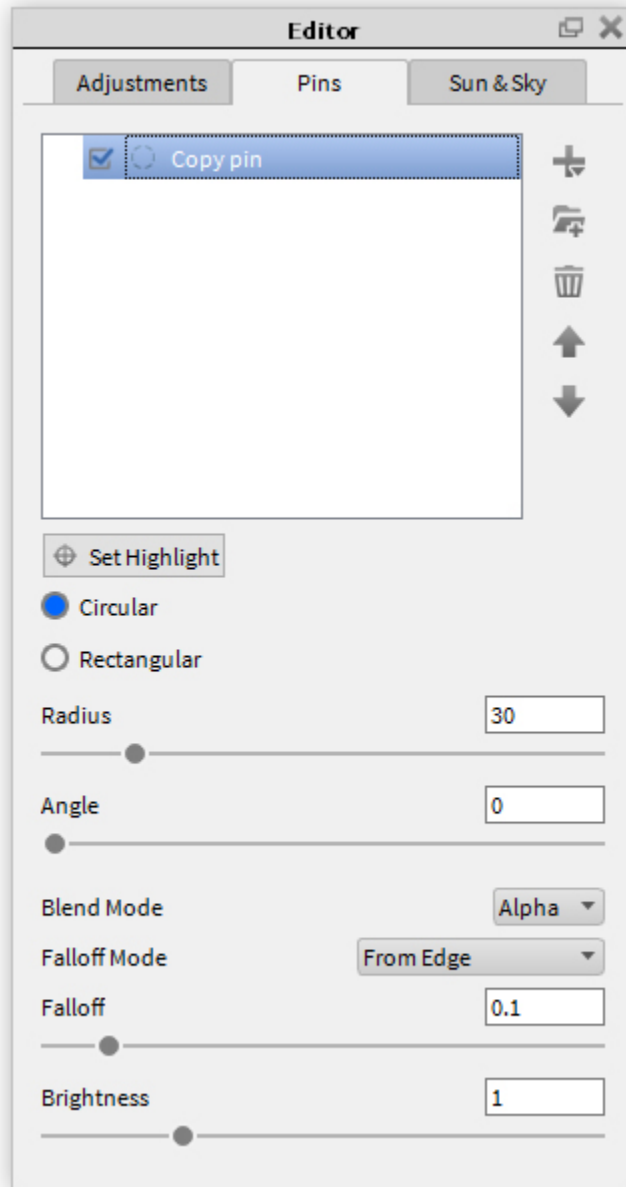 Editor
Adjustments Pins Sun & Sky
Copy pin
Set Highlight
Circular
Rectangular
Radius 30
Angle 0
Blend Mode Alpha
Falloff Mode From Edge
Falloff 0.1
Brightness 1